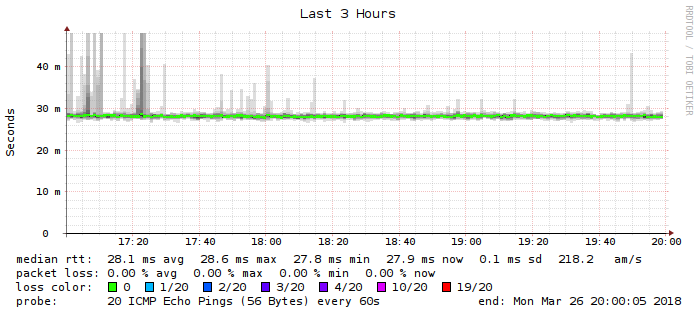 Last 3 Hours
RRDTOOL / TOBI OETIKER
Seconds
40 m
30 m
20 m
10 m
0
17:20 17:40 18:00 18:20 18:40 19:00 19:20 19:40 20:00
median rtt: 28.1 ms avg 28.6 ms max 27.8 ms min 27.9 ms now 0.1 ms sd 218.2 am/s
packet loss: 0.00 % avg 0.00 % max 0.00 % min 0.00 % now
loss color: 0 1/20 2/20 3/20 4/20 10/20 19/20
probe: 20 ICMP Echo Pings (56 Bytes) every 60s end: Mon Mar 26 20:00:05 2018